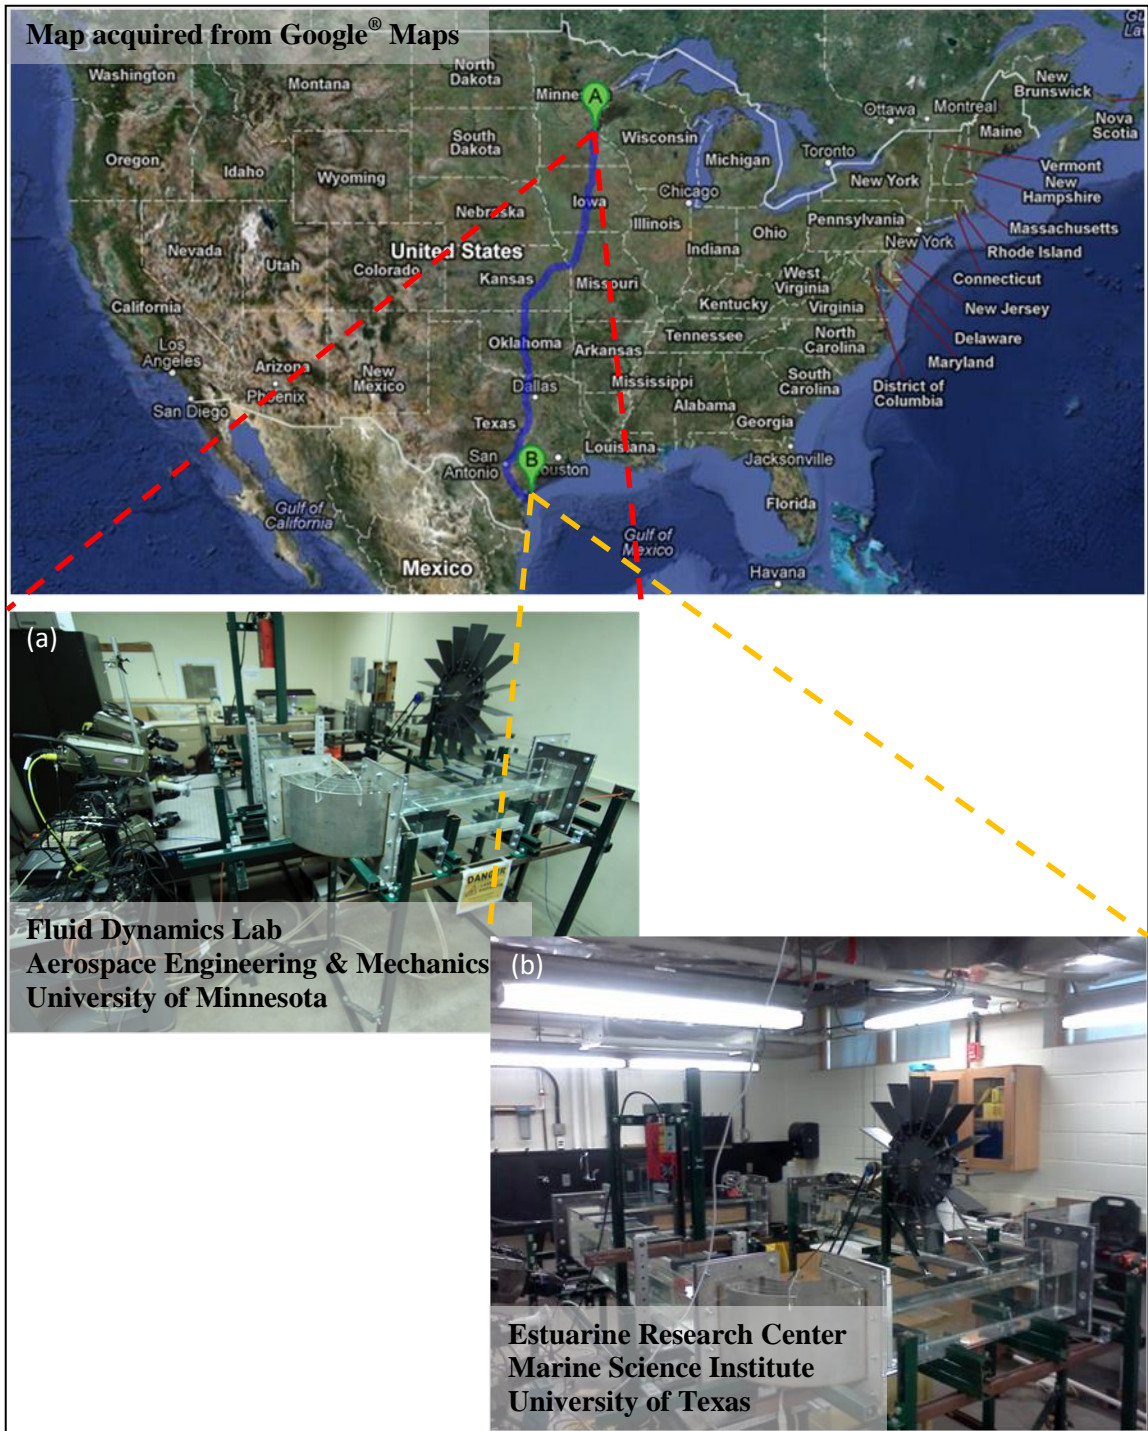 Map acquired from Google® Maps
Washington
Montana
North
Dakota
Minne
A
Ottawa
Montreal
New
Brunswick
Maine
Nova
Scotia
Oregon
Idaho
Wyoming
South
Dakota
Wisconsin
Michigan
Toronto
Vermont
New York
New
Hampshire
Chicago
Iowa
Nebraska
Illinois
Indiana
Ohio
Pennsylvania
New York
Massachusetts
Rhode Island
Connecticut
Nevada
Utah
United States
Colorado
Kansas
Missouri
West
Virginia
Virginia
Kentucky
New Jersey
California
Delaware
Maryland
Los
Angeles
Arizona
Phoenix
New
Mexico
Oklahoma
Arkansas
Tennessee
North
Carolina
South
Carolina
District of
Columbia
San Diego
Dallas
Mississippi
Alabama
Georgia
Texas
Louisiana
San
Antonio
B
ouston
Jacksonville
Florida
Gulf of
California
Gulf of
Mexico
Mexico
Havana
(a)
Fluid Dynamics Lab
Aerospace Engineering & Mechanics
University of Minnesota
(b)
Estuarine Research Center
Marine Science Institute
University of Texas